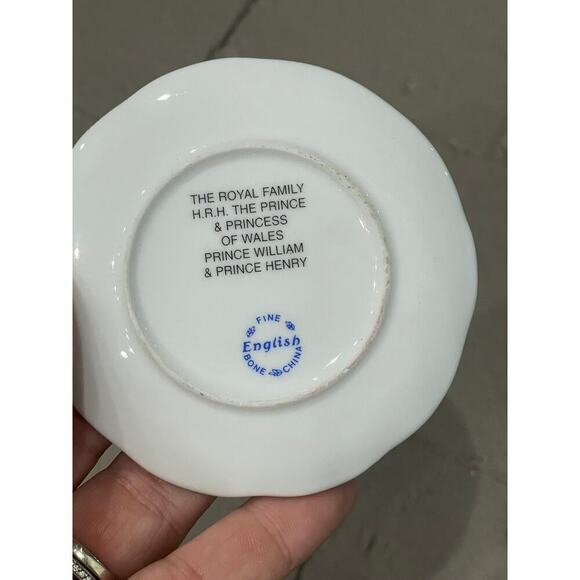 THE ROYAL FAMILY
H.R.H. THE PRINCE
& PRINCESS
OF WALES
PRINCE WILLIAM
& PRINCE HENRY
FINE
English
BONE CHINA